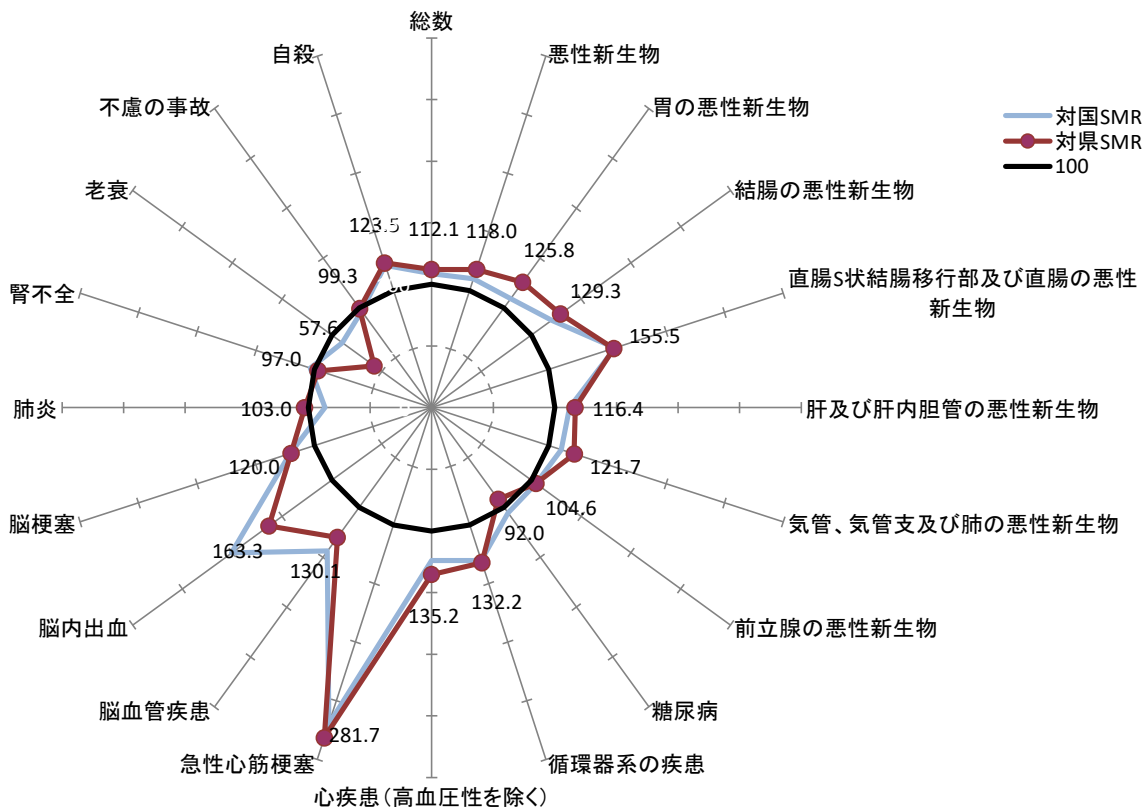 総数
自殺
悪性新生物
不慮の事故
胃の悪性新生物
対国SMR
対県SMR
100
老衰
結腸の悪性新生物
腎不全
直腸S状結腸移行部及び直腸の悪性
新生物
肺炎
肝及び肝内胆管の悪性新生物
脳梗塞
気管、気管支及び肺の悪性新生物
脳内出血
前立腺の悪性新生物
脳血管疾患
糖尿病
急性心筋梗塞
循環器系の疾患
心疾患(高血圧性を除く)
112.1
118.0
125.8
129.3
155.5
116.4
121.7
104.6
92.0
132.2
135.2
281.7
130.1
163.3
120.0
103.0
97.0
57.6
99.3
123.5